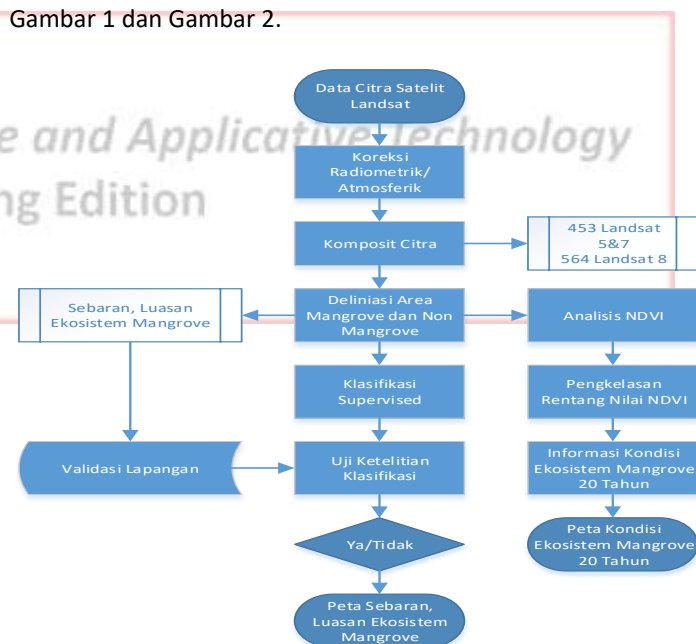 Gambar 1 dan Gambar 2.
Data Citra Satelit
Landsat
e and Applicative Technology
ng Edition
Koreksi
Radiometrik/
Atmosferik
Komposit Citra
453 Landsat
5&7
564 Landsat 8
Sebaran, Luasan
Ekosistem Mangrove
Deliniasi Area
Mangrove dan Non
Mangrove
Analisis NDVI
Klasifikasi
Supervised
Pengkelasan
Rentang Nilai NDVI
Validasi Lapangan
Uji Ketelitian
Klasifikasi
Informasi Kondisi
Ekosistem Mangrove
20 Tahun
Ya/Tidak
Peta Kondisi
Ekosistem Mangrove
20 Tahun
Peta Sebaran,
Luasan Ekosistem
Mangrove